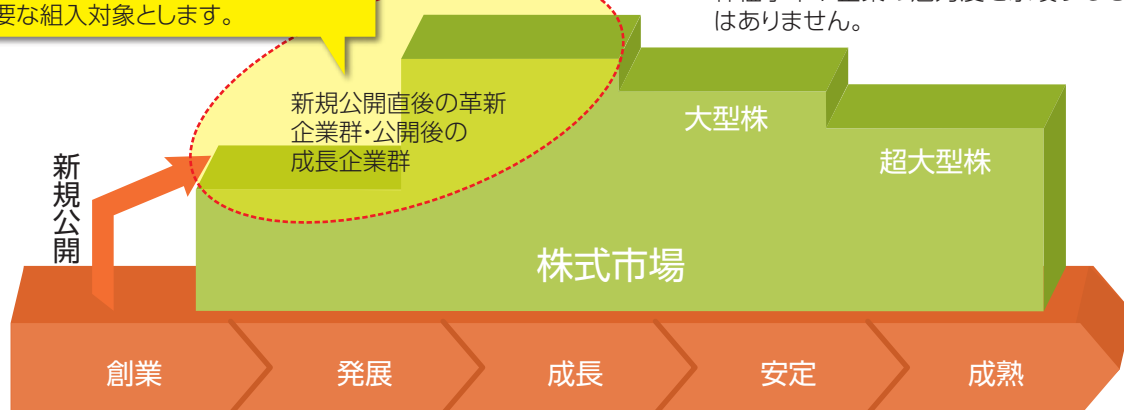 要な組入対象とします。
はありません。
新規公開直後の革新
企業群・公開後の
成長企業群
大型株
超大型株
新規公開
株式市場
創業
発展
成長
安定
成熟